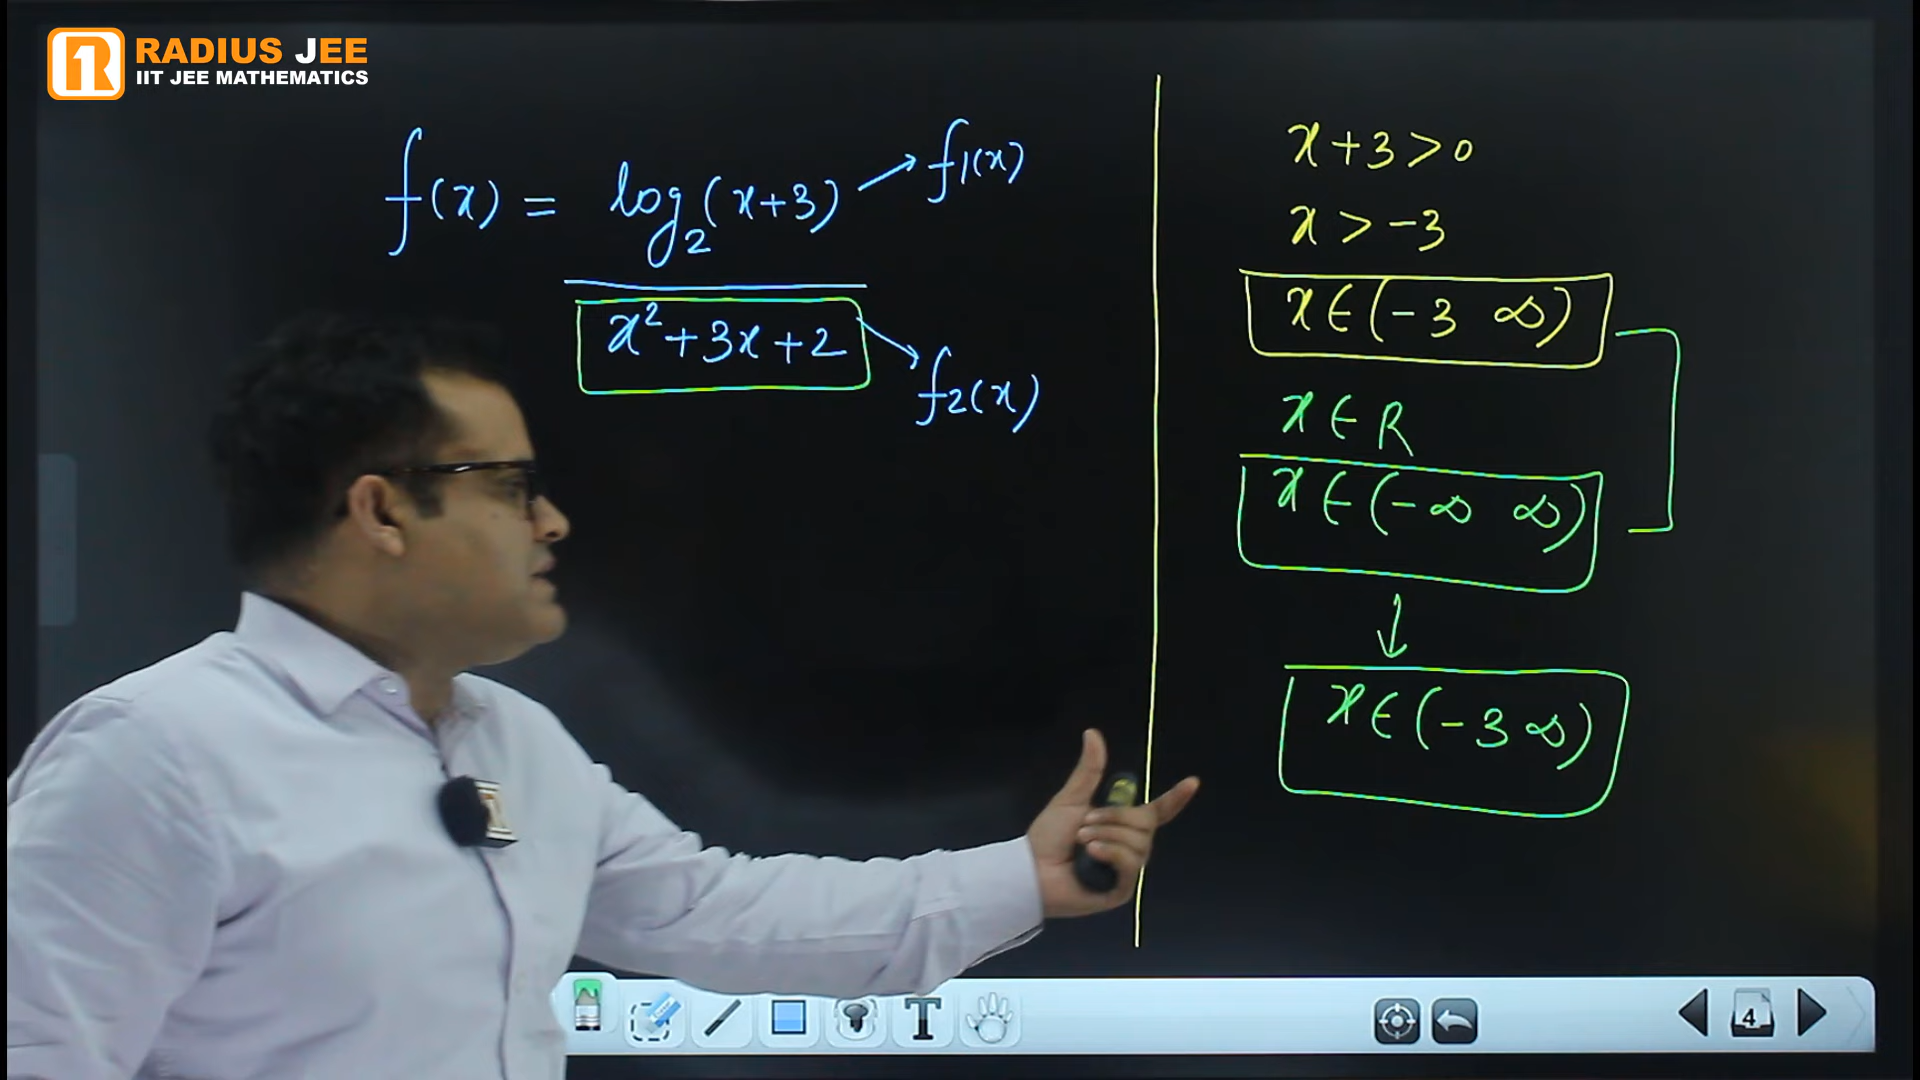 RADIUS JEE
IIT JEE MATHEMATICS
f(x) = log₂(x+3) → f1(x)
x²+3x+2 → f2(x)
x+3>0
x>-3
x∈(-3 ∞)
x∈R
x∈(-∞ ∞)
↓
x∈(-3 ∞)
T
4